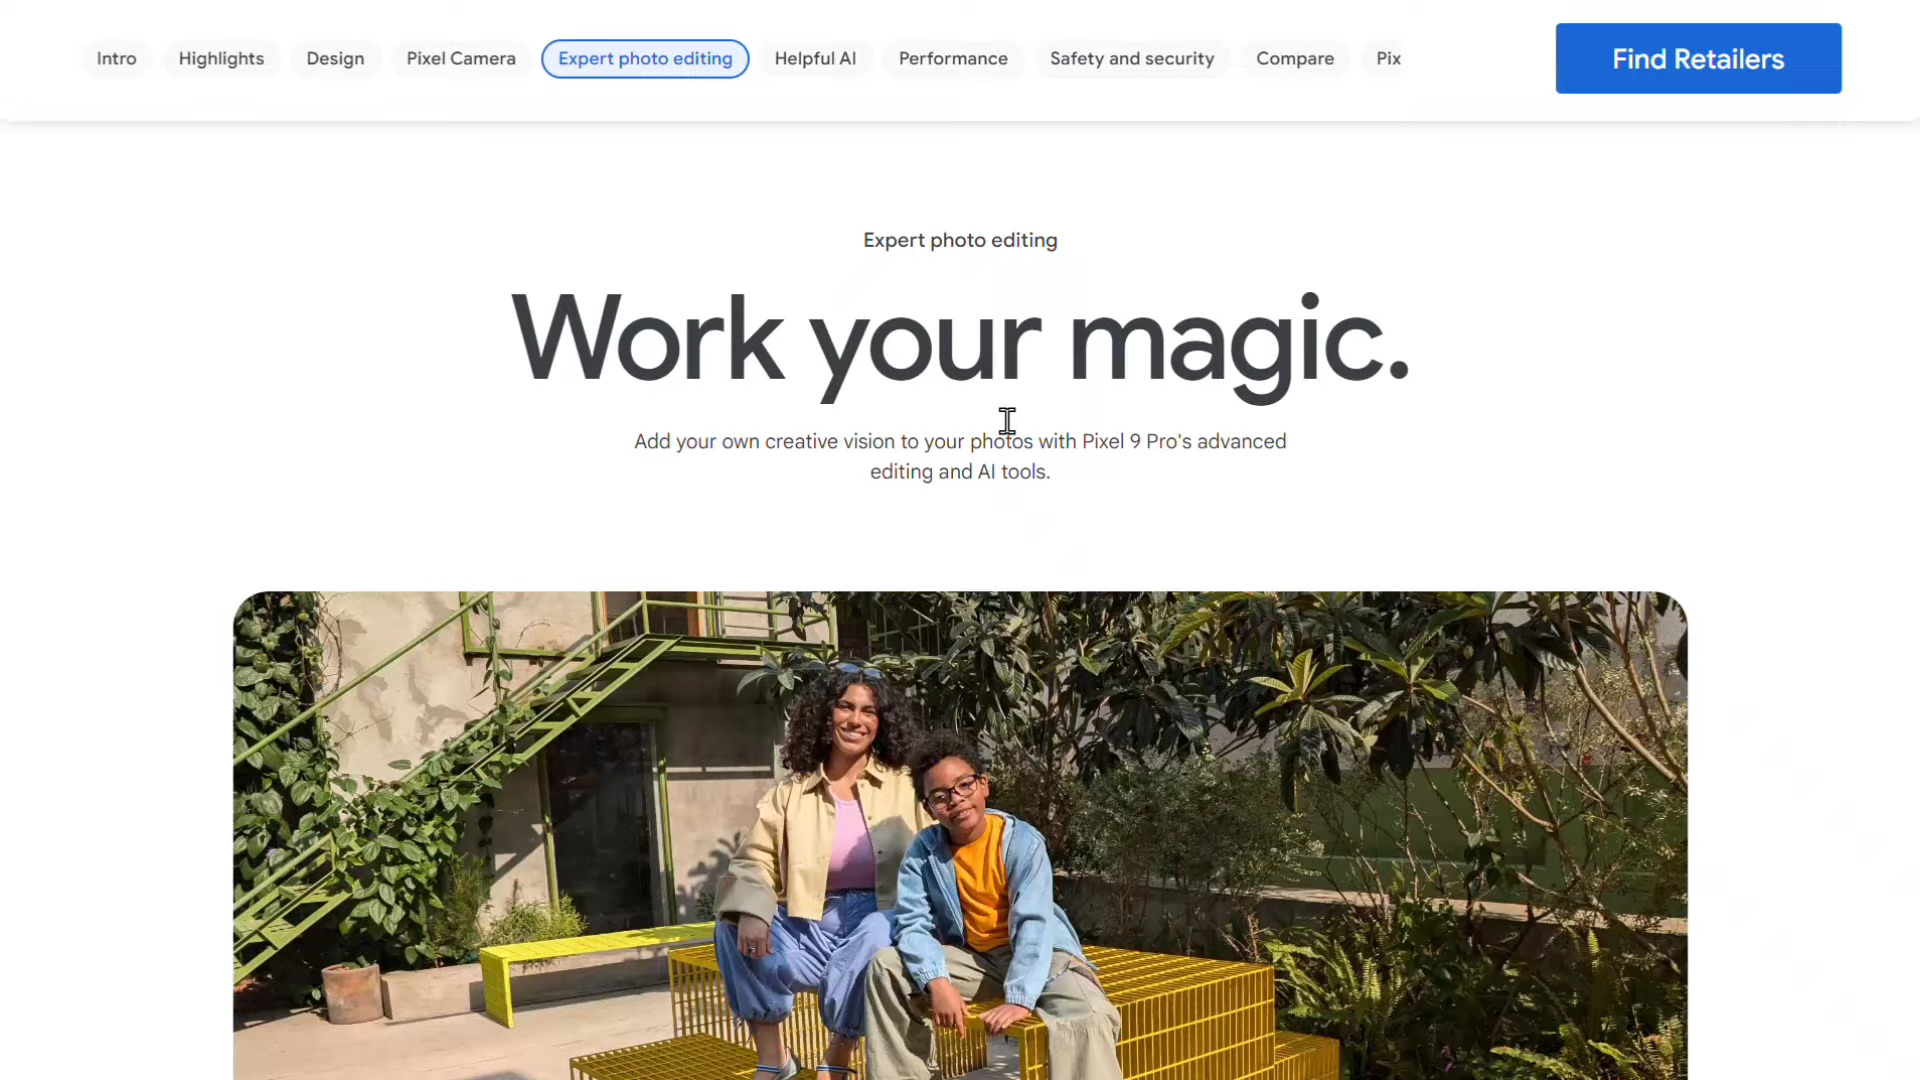 Intro
Highlights
Design
Pixel Camera
Expert photo editing
Helpful AI
Performance
Safety and security
Compare
Pix
Find Retailers
Expert photo editing
Work your magic.
Add your own creative vision to your photos with Pixel 9 Pro's advanced
editing and AI tools.